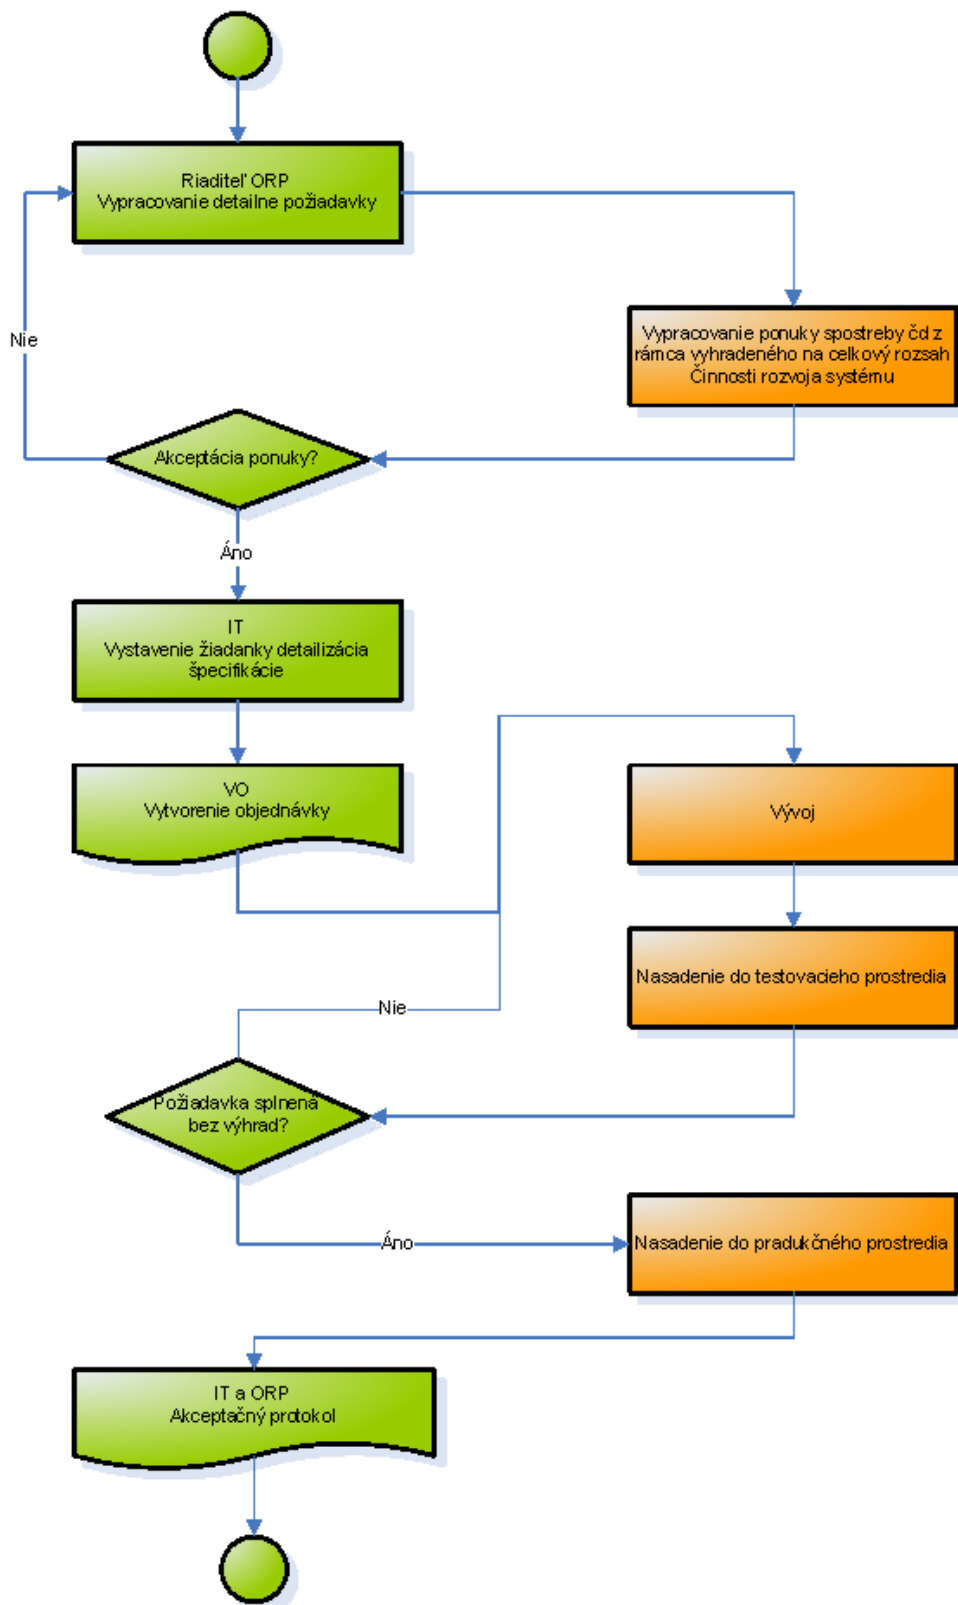 Riaditeľ ORP
Vypracovanie detailne požiadavky
Nie
Vypracovanie ponuky spostreby čd z
rámca vyhradeného na celkový rozsah
Činnosti rozvoja systému
Akceptácia ponuky?
Áno
IT
Vystavenie žiadanky detailizácia
špecifikácie
VO
Vytvorenie objednávky
Vývoj
Nasadenie do testovacieho prostredia
Nie
Požiadavka splnená
bez výhrad?
Áno
Nasadenie do pradukčného prostredia
IT a ORP
Akceptačný protokol